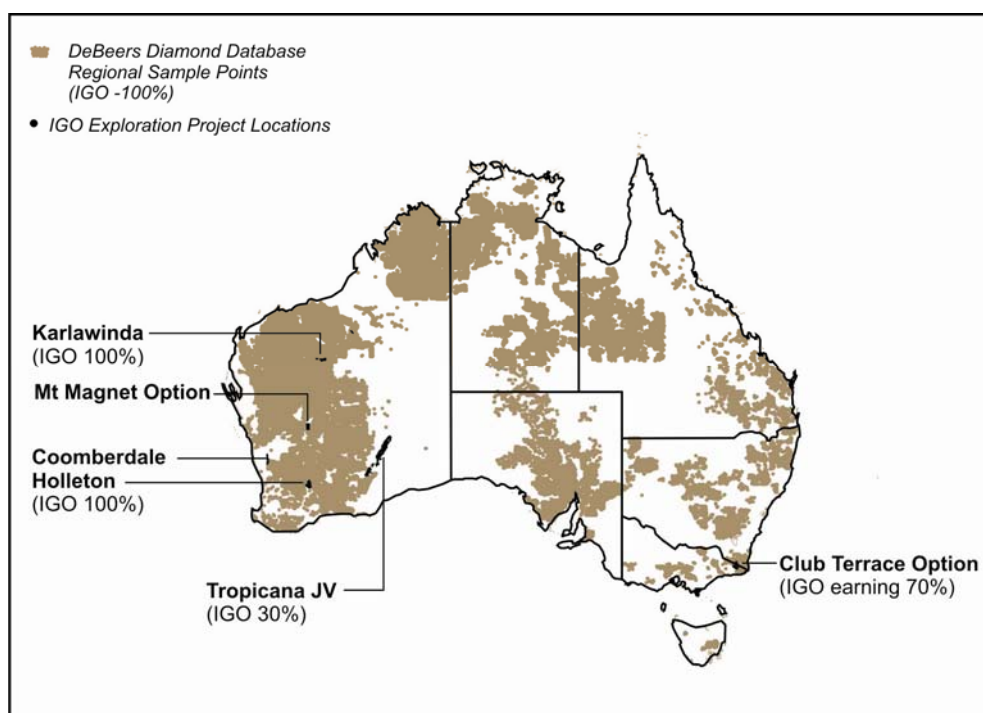 DeBeers Diamond Database
Regional Sample Points
(IGO -100%)
IGO Exploration Project Locations
Karlawinda
(IGO 100%)
Mt Magnet Option
Coomberdale
Holleton
(IGO 100%)
Tropicana JV
(IGO 30%)
Club Terrace Option
(IGO earning 70%)